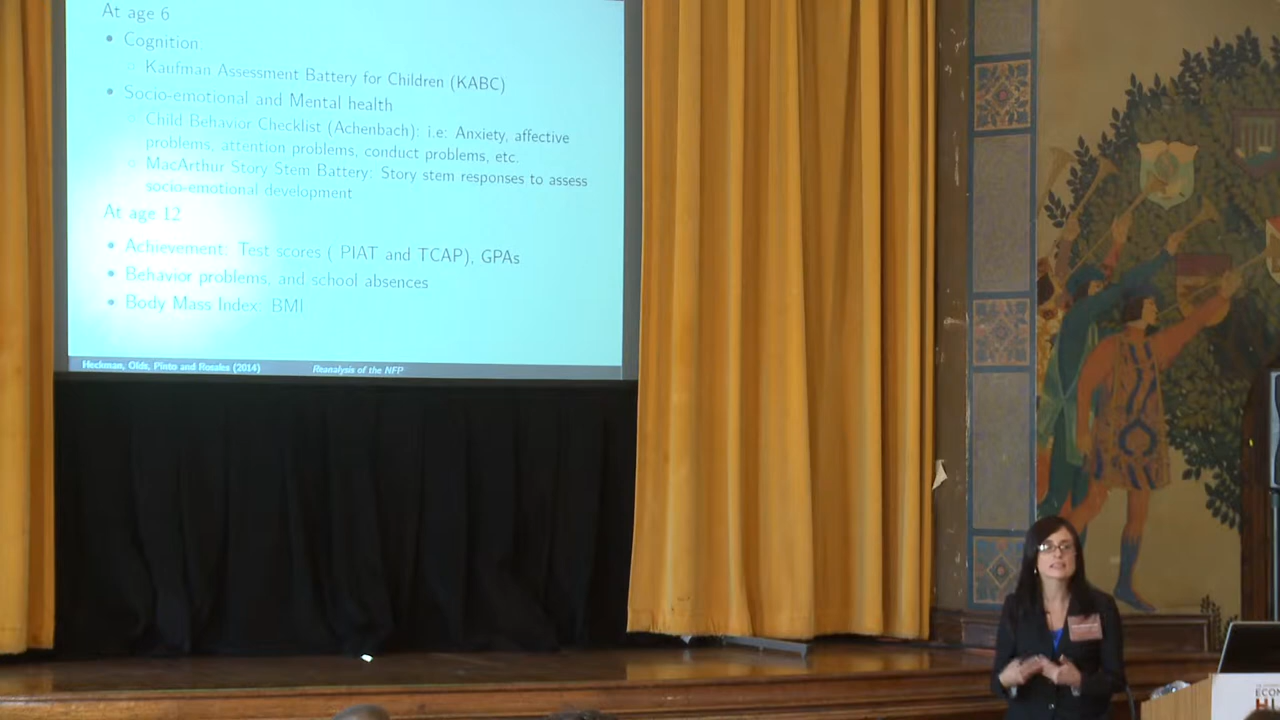 At age 6
• Cognition:
Kaufman Assessment Battery for Children (KABC)
• Socio-emotional and Mental health
Child Behavior Checklist (Achenbach): i.e: Anxiety, affective
problems, attention problems, conduct problems, etc.
MacArthur Story Stem Battery: Story stem responses to assess
socio-emotional development
At age 12
• Achievement: Test scores ( PIAT and TCAP), GPAs
• Behavior problems, and school absences
• Body Mass Index: BMI
Heckman, Olds, Pinto and Rosales (2014) Reanalysis of the NFP
ECON